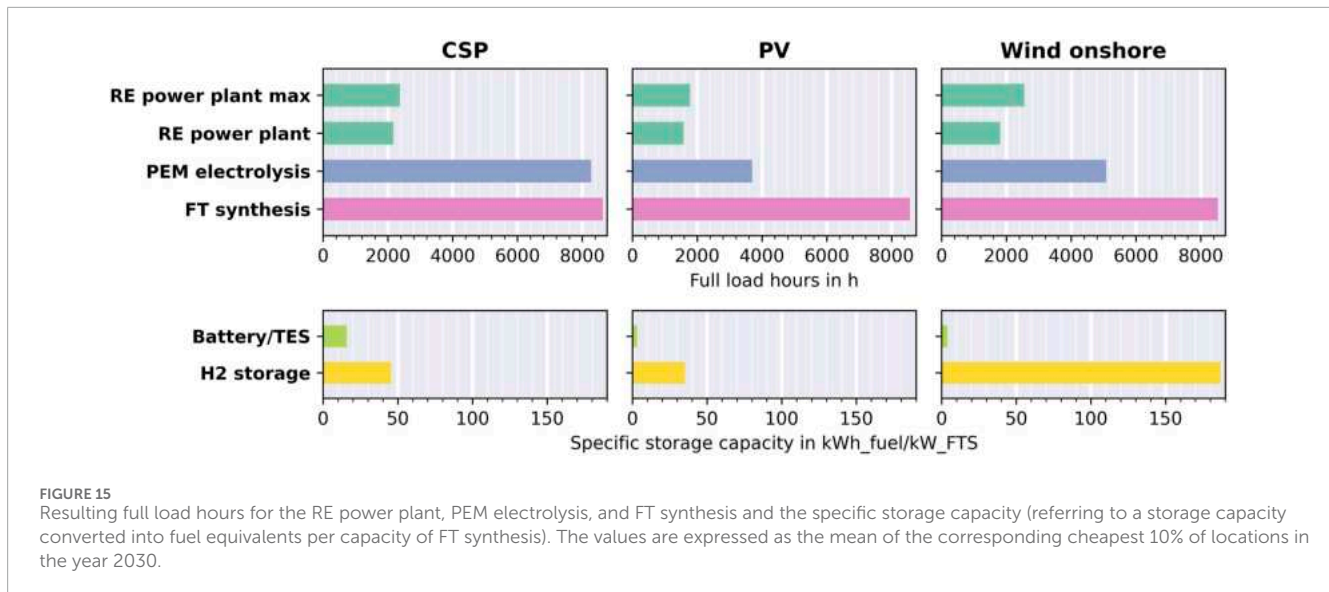 CSP PV Wind onshore
RE power plant max
RE power plant
PEM electrolysis
FT synthesis
0 2000 4000 6000 8000 0 2000 4000 6000 8000 0 2000 4000 6000 8000
Full load hours in h
Battery/TES
H2 storage
0 50 100 150 0 50 100 150 0 50 100 150
Specific storage capacity in kWh_fuel/kW_FTS
FIGURE 15
Resulting full load hours for the RE power plant, PEM electrolysis, and FT synthesis and the specific storage capacity (referring to a storage capacity
converted into fuel equivalents per capacity of FT synthesis). The values are expressed as the mean of the corresponding cheapest 10% of locations in
the year 2030.